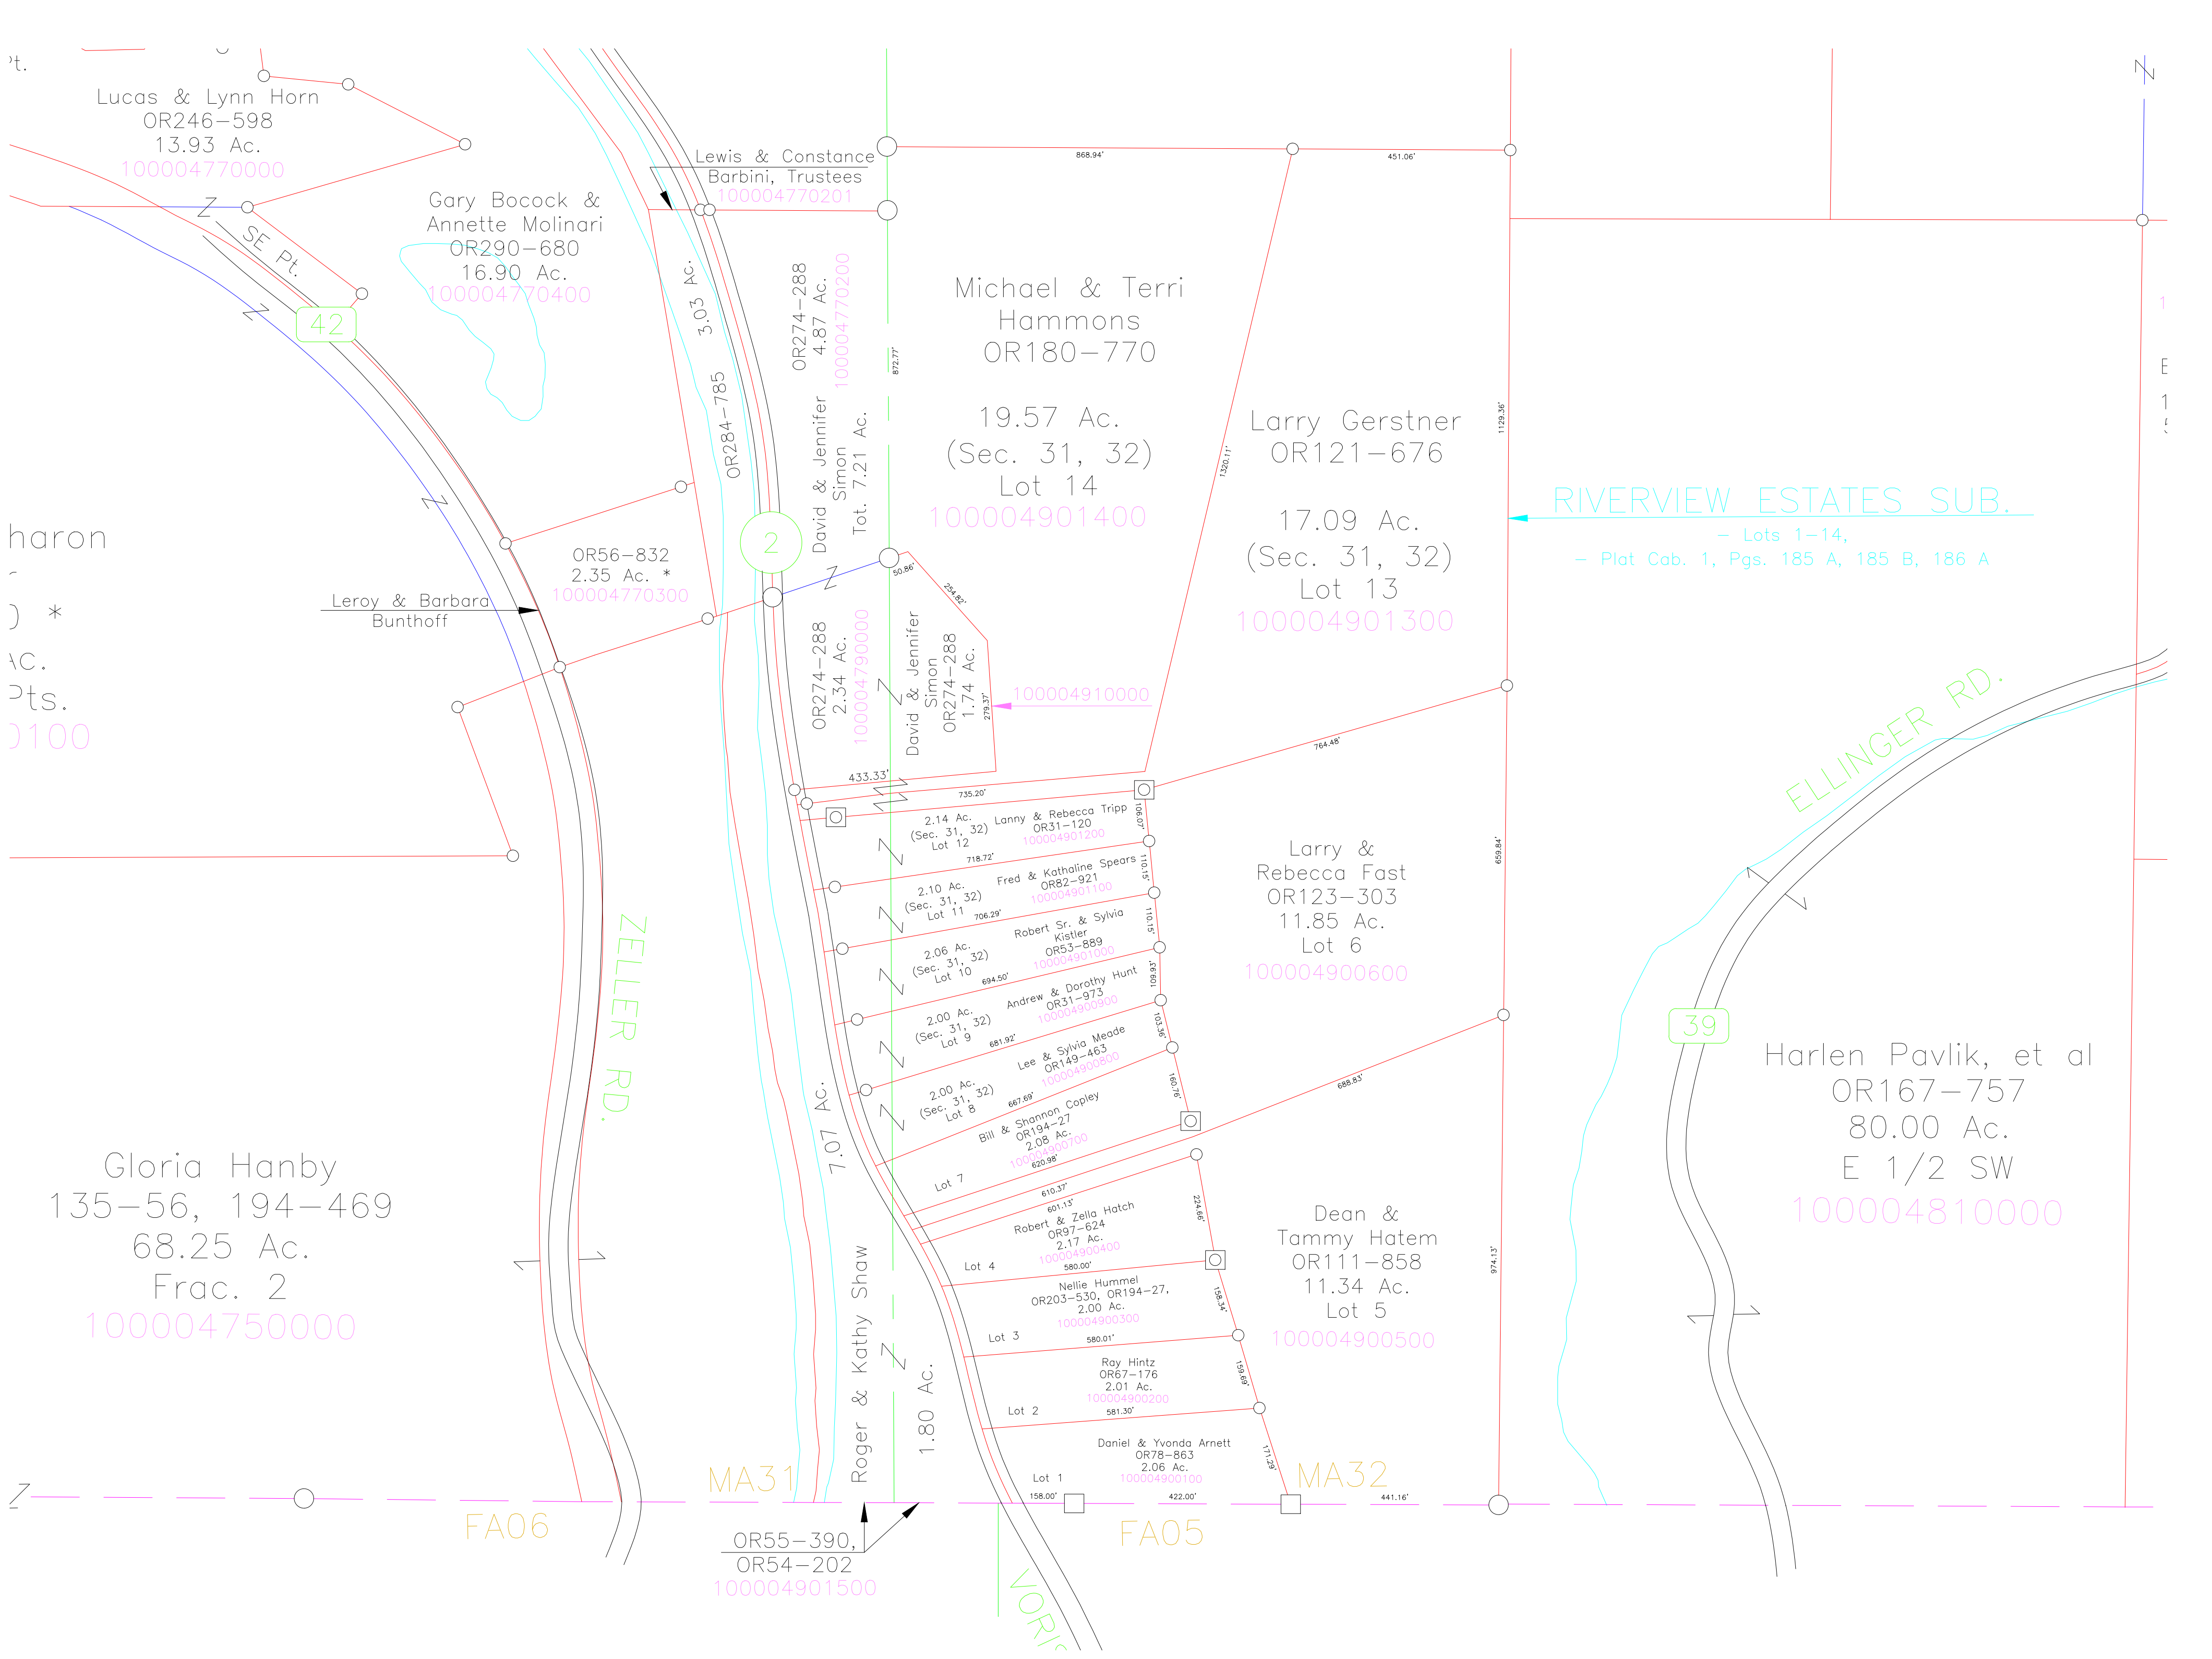 Pt.
Lucas & Lynn Horn
OR246-598
13.93 Ac.
100004770000
SE Pt.
42
Gary Bocock &
Annette Molinari
OR290-680
16.90 Ac.
100004770400
Lewis & Constance
Barbini, Trustees
100004770201
3.03 Ac.
OR284-785
OR274-288
4.87 Ac.
100004770200
David & Jennifer
Simon
Tot. 7.21 Ac.
872.77'
868.94'
451.06'
Michael & Terri
Hammons
OR180-770
19.57 Ac.
(Sec. 31, 32)
Lot 14
100004901400
1320.11'
Larry Gerstner
OR121-676
17.09 Ac.
(Sec. 31, 32)
Lot 13
100004901300
1129.36'
RIVERVIEW ESTATES SUB.
- Lots 1-14,
- Plat Cab. 1, Pgs. 185 A, 185 B, 186 A
haron
*
Ac.
Pts.
0100
Leroy & Barbara
Bunthoff
OR56-832
2.35 Ac. *
100004770300
2
50.86'
254.82'
279.37'
OR274-288
2.34 Ac.
100004790000
David & Jennifer
Simon
OR274-288
1.74 Ac.
100004910000
433.33'
735.20'
764.48'
2.14 Ac.
(Sec. 31, 32)
Lot 12
Lanny & Rebecca Tripp
OR31-120
100004901200
106.07'
718.72'
2.10 Ac.
(Sec. 31, 32)
Lot 11
Fred & Kathaline Spears
OR82-921
100004901100
110.15'
706.29'
2.06 Ac.
(Sec. 31, 32)
Lot 10
Robert Sr. & Sylvia
Kistler
OR53-889
100004901000
110.15'
694.50'
2.00 Ac.
(Sec. 31, 32)
Lot 9
Andrew & Dorothy Hunt
OR31-973
100004900900
109.93'
681.92'
2.00 Ac.
(Sec. 31, 32)
Lot 8
Lee & Sylvia Meade
OR149-463
100004900800
103.36'
667.69'
Bill & Shannon Copley
OR194-27
2.08 Ac.
100004900700
Lot 7
160.76'
620.98'
610.37'
601.13'
688.83'
Larry &
Rebecca Fast
OR123-303
11.85 Ac.
Lot 6
100004900600
659.84'
ELLINGER RD.
39
Harlen Pavlik, et al
OR167-757
80.00 Ac.
E 1/2 SW
100004810000
ZELLER RD.
Gloria Hanby
135-56, 194-469
68.25 Ac.
Frac. 2
100004750000
7.07 Ac.
Roger & Kathy Shaw
1.80 Ac.
Robert & Zella Hatch
OR97-624
2.17 Ac.
100004900400
Lot 4
224.66'
580.00'
Nellie Hummel
OR203-530, OR194-27,
2.00 Ac.
100004900300
Lot 3
158.34'
580.01'
Ray Hintz
OR67-176
2.01 Ac.
100004900200
Lot 2
159.69'
581.30'
Daniel & Yvonda Arnett
OR78-863
2.06 Ac.
100004900100
Lot 1
171.29'
158.00'
422.00'
441.16'
Dean &
Tammy Hatem
OR111-858
11.34 Ac.
Lot 5
100004900500
974.13'
MA31
MA32
FA06
FA05
OR55-390,
OR54-202
100004901500
VORIS